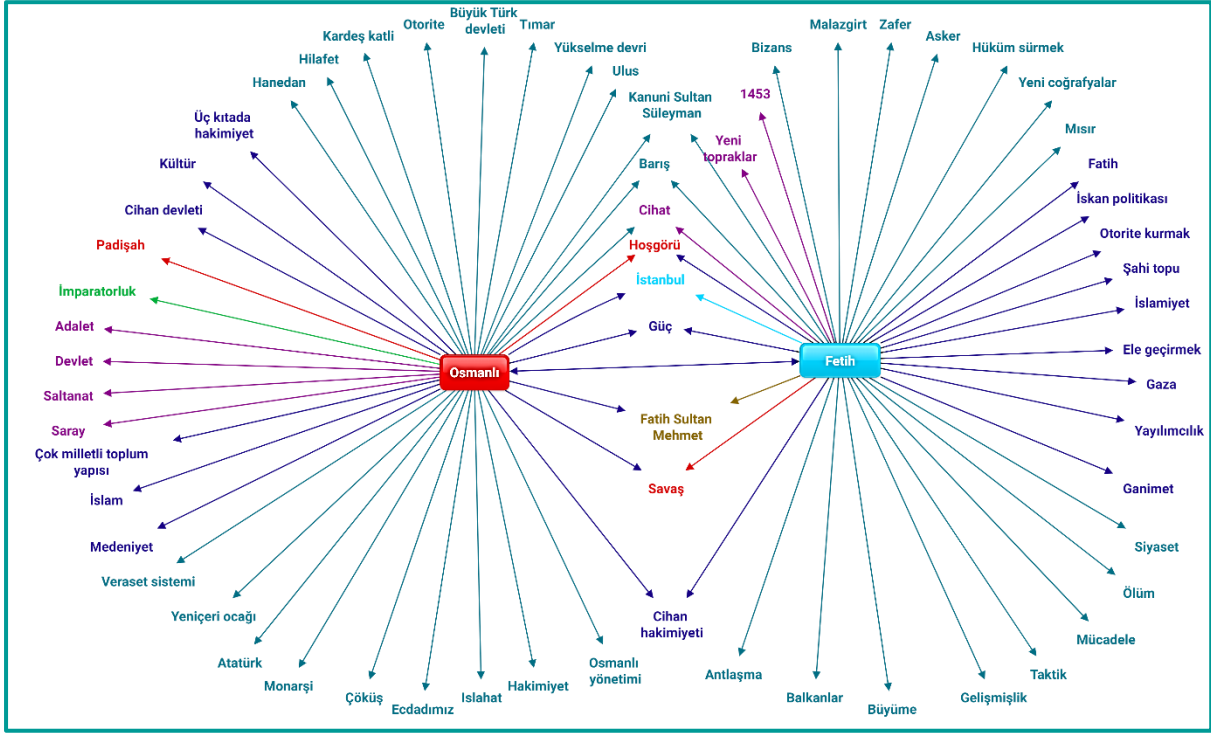 Büyük Türk
devleti
Otorite
Tımar
Kardeş katli
Yükselme devri
Hilafet
Ulus
Hanedan
Kanuni Sultan
Süleyman
Üç kıtada
hakimiyet
Kültür
Barış
Cihan devleti
Cihat
Padişah
Hoşgörü
İmparatorluk
İstanbul
Adalet
Güç
Devlet
Osmanlı
Saltanat
Saray
Fatih Sultan
Mehmet
Çok milletli toplum
yapısı
İslam
Savaş
Medeniyet
Veraset sistemi
Yeniçeri ocağı
Cihan
hakimiyeti
Atatürk
Monarşi
Çöküş
Ecdadımız
Islahat
Hakimiyet
Osmanlı
yönetimi
Malazgirt
Zafer
Asker
Bizans
Hüküm sürmek
1453
Yeni coğrafyalar
Yeni
topraklar
Mısır
Fatih
İskan politikası
Otorite kurmak
Şahi topu
İslamiyet
Fetih
Ele geçirmek
Gaza
Yayılımcılık
Ganimet
Siyaset
Ölüm
Mücadele
Taktik
Gelişmişlik
Büyüme
Balkanlar
Antlaşma